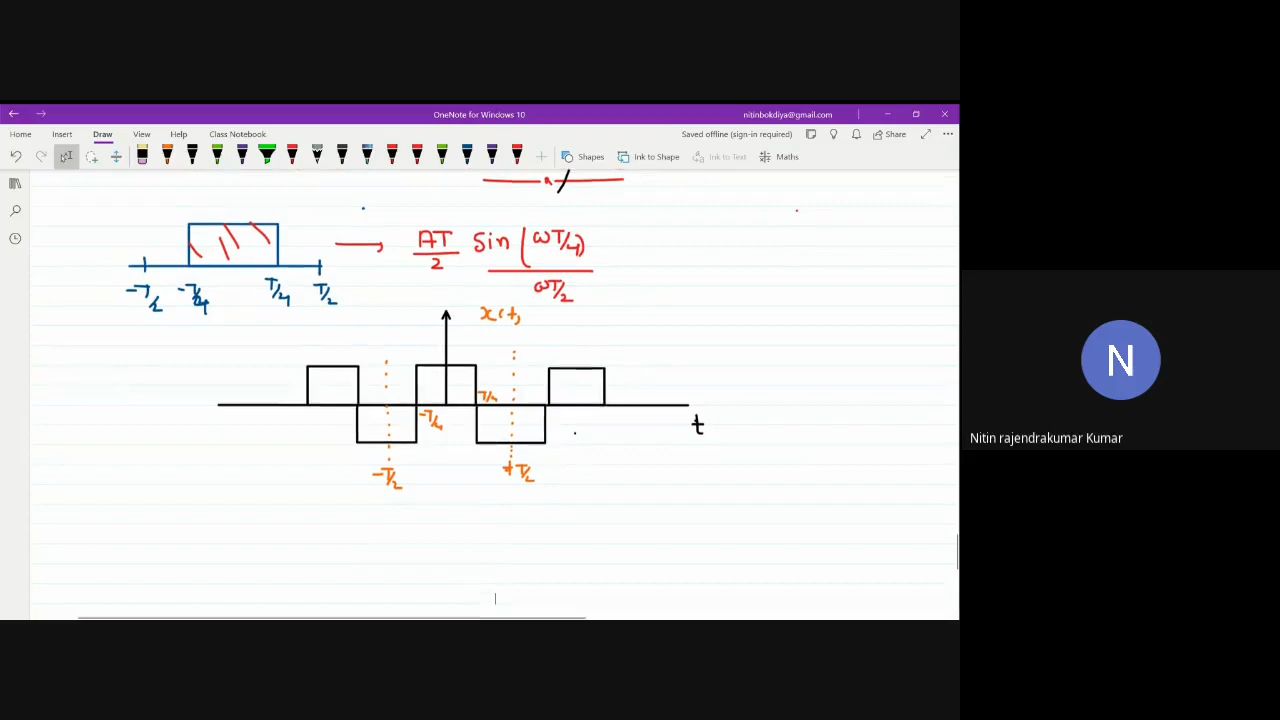 OneNote for Windows 10
nitinbokdiya@gmail.com
Home Insert Draw View Help Class Notebook
Saved offline (sign-in required) Share
Shapes Ink to Shape Ink to Text Maths
AT/2 Sin (ωT/4) / ωT/2
-T/2 -T/4 T/4 T/2
x(t)
-T/4 T/4
t
-T/2 +T/2
N
Nitin rajendrakumar Kumar